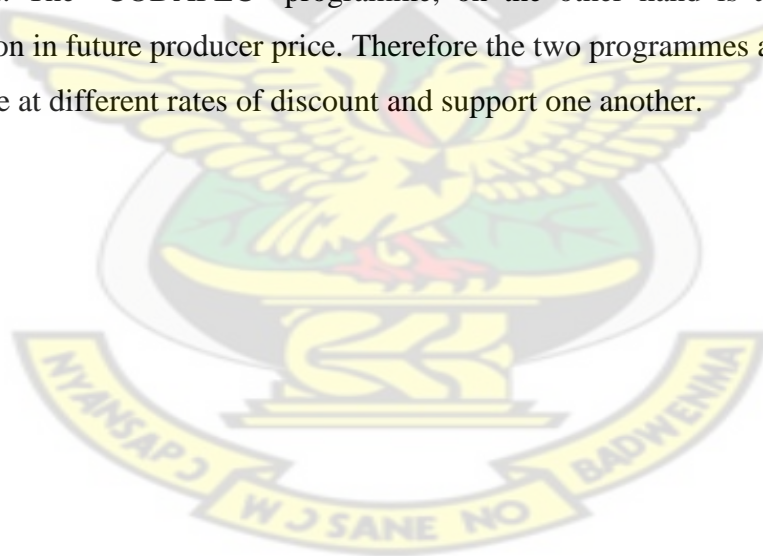 programme, on the other hand is
on in future producer price. Therefore the two programmes a
e at different rates of discount and support one another.
NYANSAPƆ
WƆ SANE NO
BADWENMA